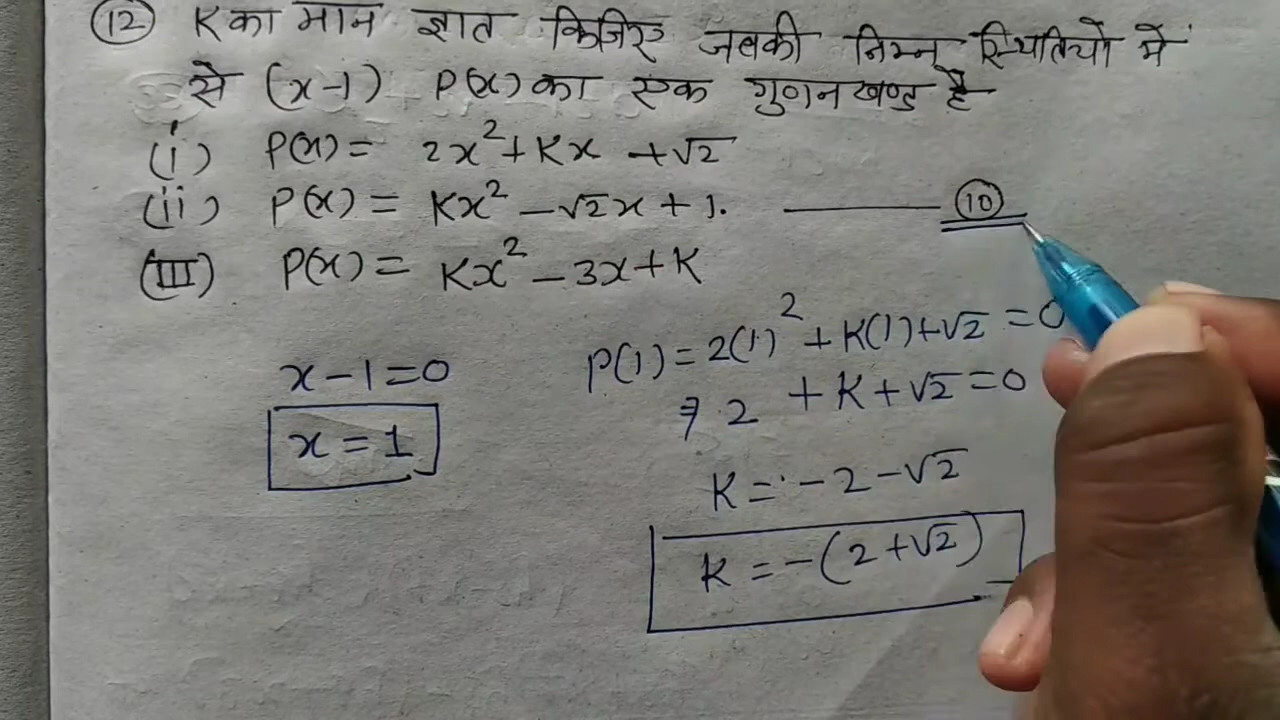 (12) K का मान ज्ञात किजिए जबकी निम्न स्थितियों में
से (x-1) P(x) का एक गुणनखण्ड है
(i) P(x) = 2x²+Kx +√2
(ii) P(x) = Kx² -√2x + 1. —— (10)
(III) P(x) = Kx² - 3x + K
P(1) = 2(1)² + K(1)+√2 = 0
x-1=0
⇒ 2 + K + √2 = 0
x = 1
K = -2 -√2
K = -(2+√2)